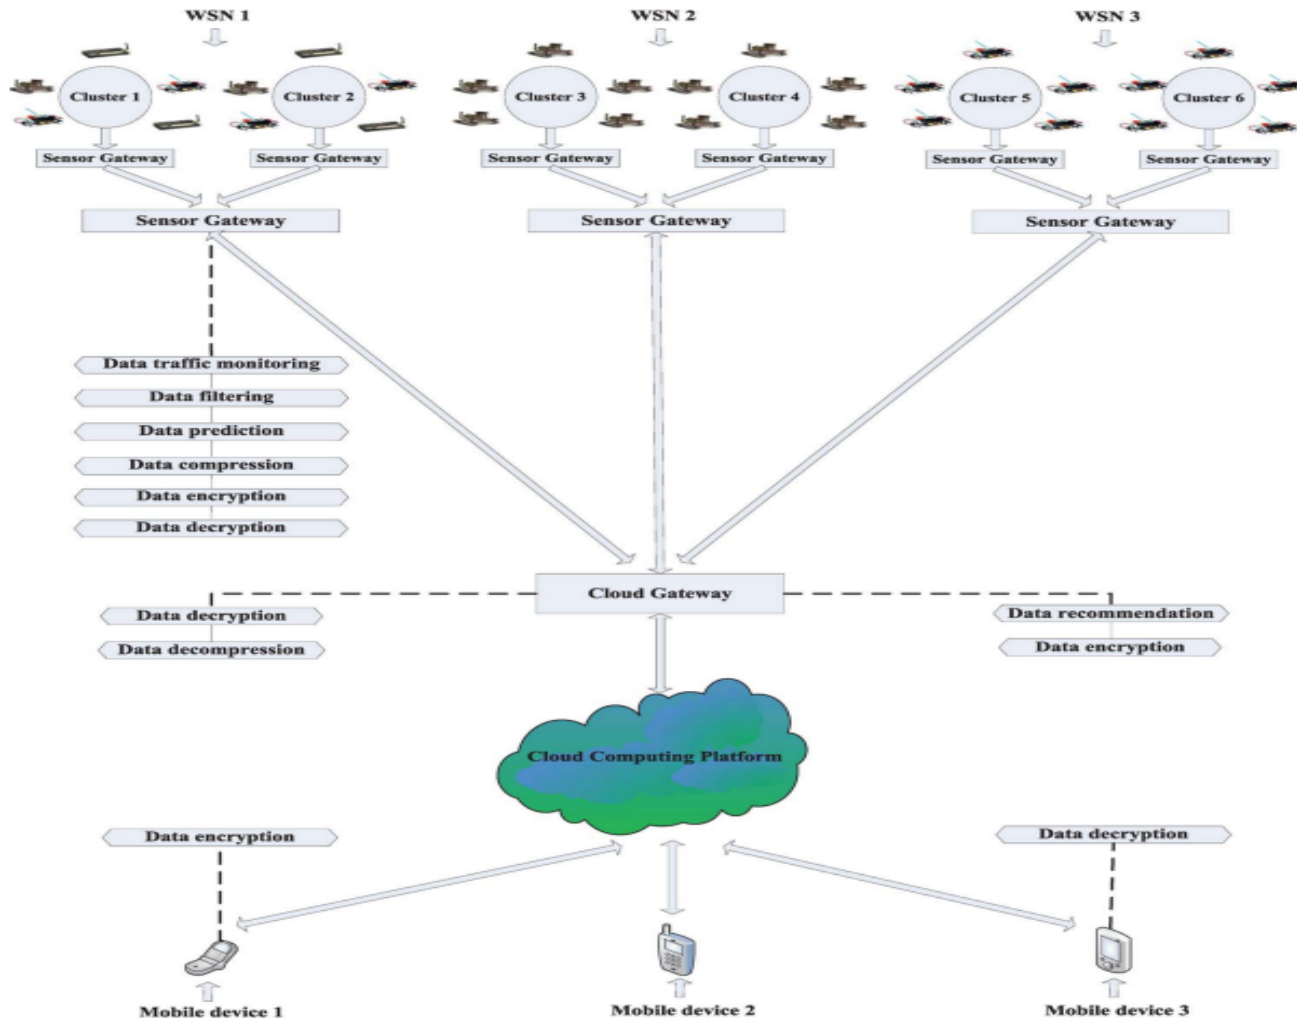 WSN 1
WSN 2
WSN 3
Cluster 1
Cluster 2
Cluster 3
Cluster 4
Cluster 5
Cluster 6
Sensor Gateway
Sensor Gateway
Sensor Gateway
Sensor Gateway
Sensor Gateway
Sensor Gateway
Sensor Gateway
Sensor Gateway
Sensor Gateway
Data traffic monitoring
Data filtering
Data prediction
Data compression
Data encryption
Data decryption
Cloud Gateway
Data decryption
Data decompression
Data recommendation
Data encryption
Cloud Computing Platform
Data encryption
Data decryption
Mobile device 1
Mobile device 2
Mobile device 3